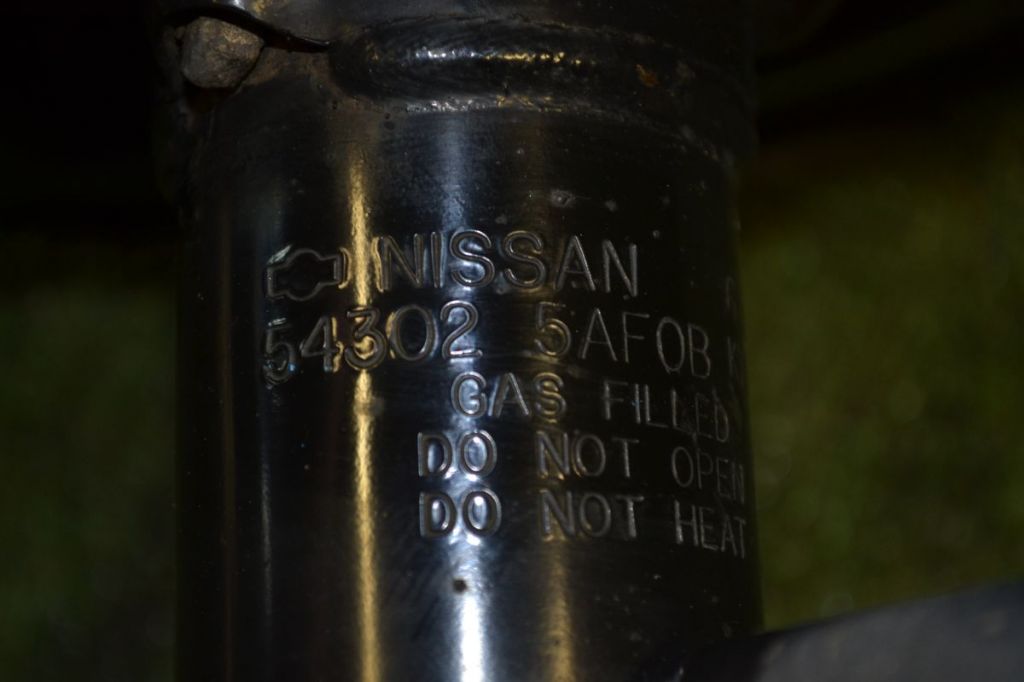 NISSAN
54302 5AF0B K
GAS FILLED
DO NOT OPEN
DO NOT HEAT